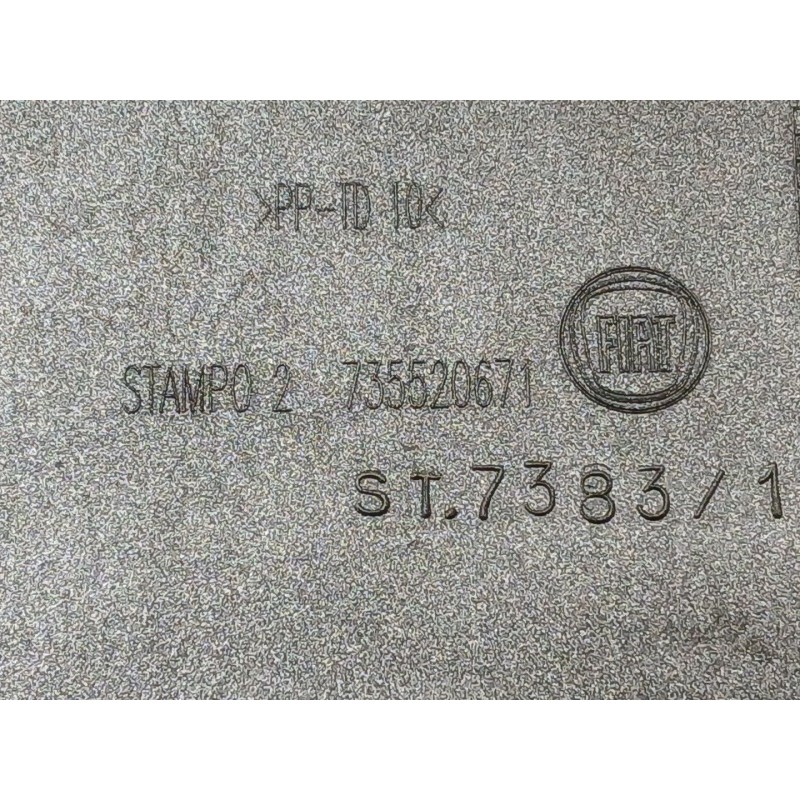 >PP-TD 10<
FIAT
STAMPO 2 735520671
ST.7383/1